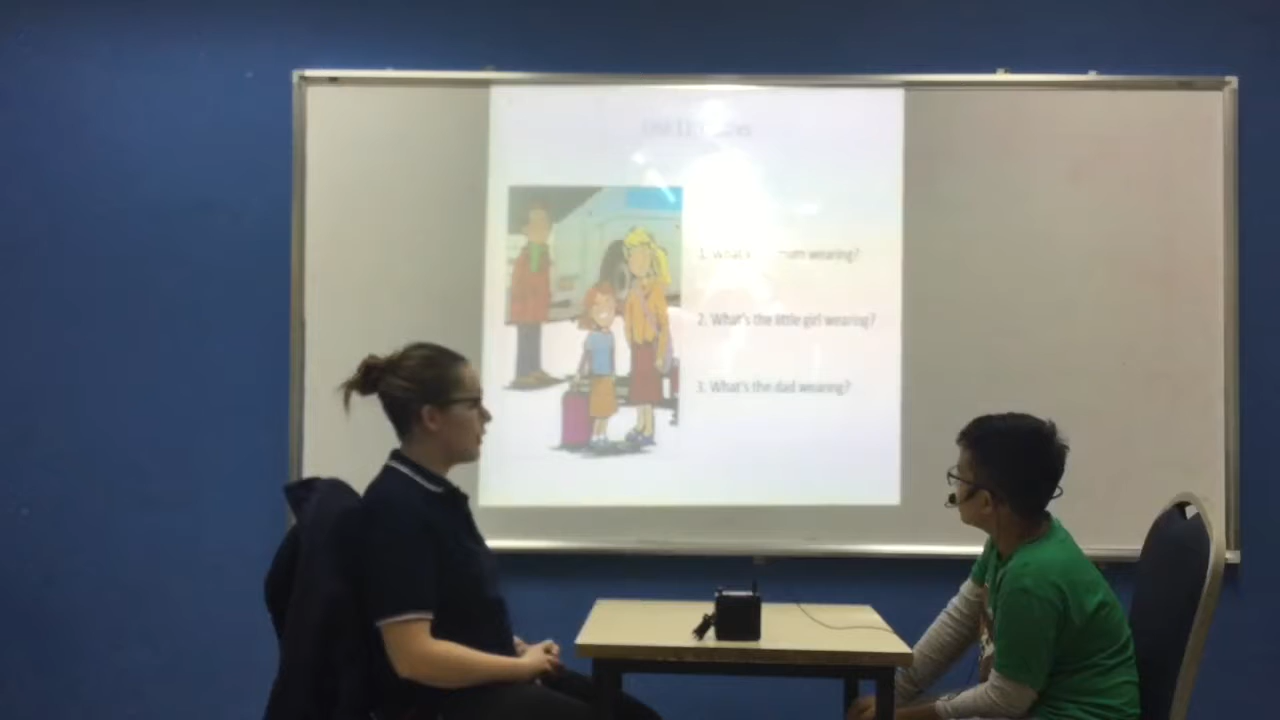 1. What's mum wearing?
2. What's the little girl wearing?
3. What's the dad wearing?